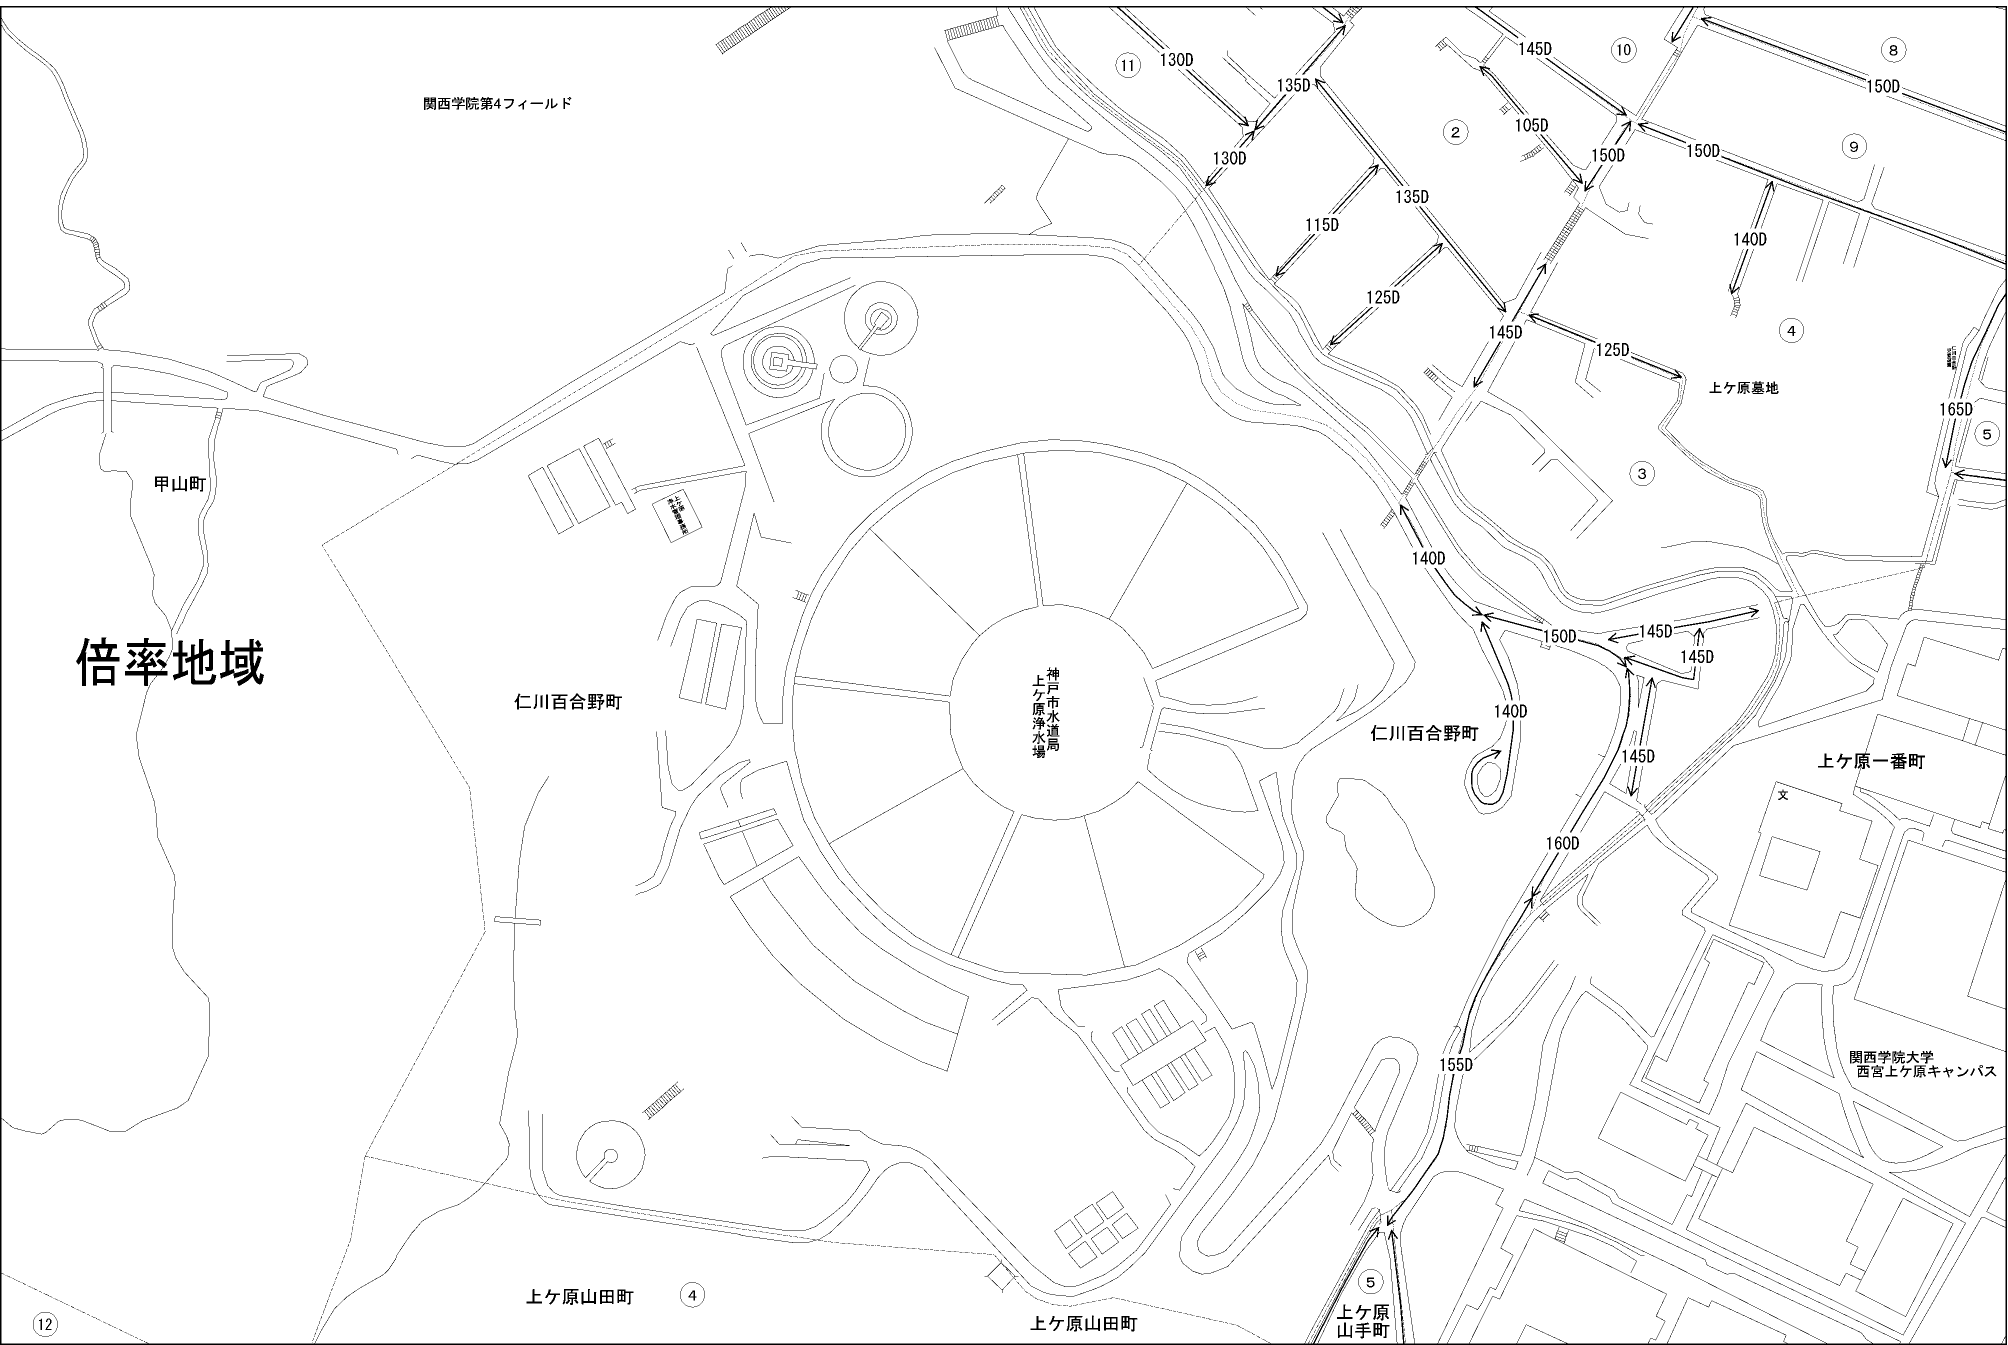 ⑪
130D
135D
145D
⑩
⑧
150D
関西学院第4フィールド
②
105D
150D
150D
⑨
130D
115D
135D
140D
125D
145D
125D
④
上ケ原墓地
165D
⑤
③
甲山町
140D
倍率地域
仁川百合野町
神戸市水道局
上ケ原浄水場
150D
145D
145D
140D
仁川百合野町
145D
上ケ原一番町
文
160D
155D
関西学院大学
西宮上ケ原キャンパス
上ケ原山田町
④
⑫
上ケ原山田町
⑤
上ケ原
山手町